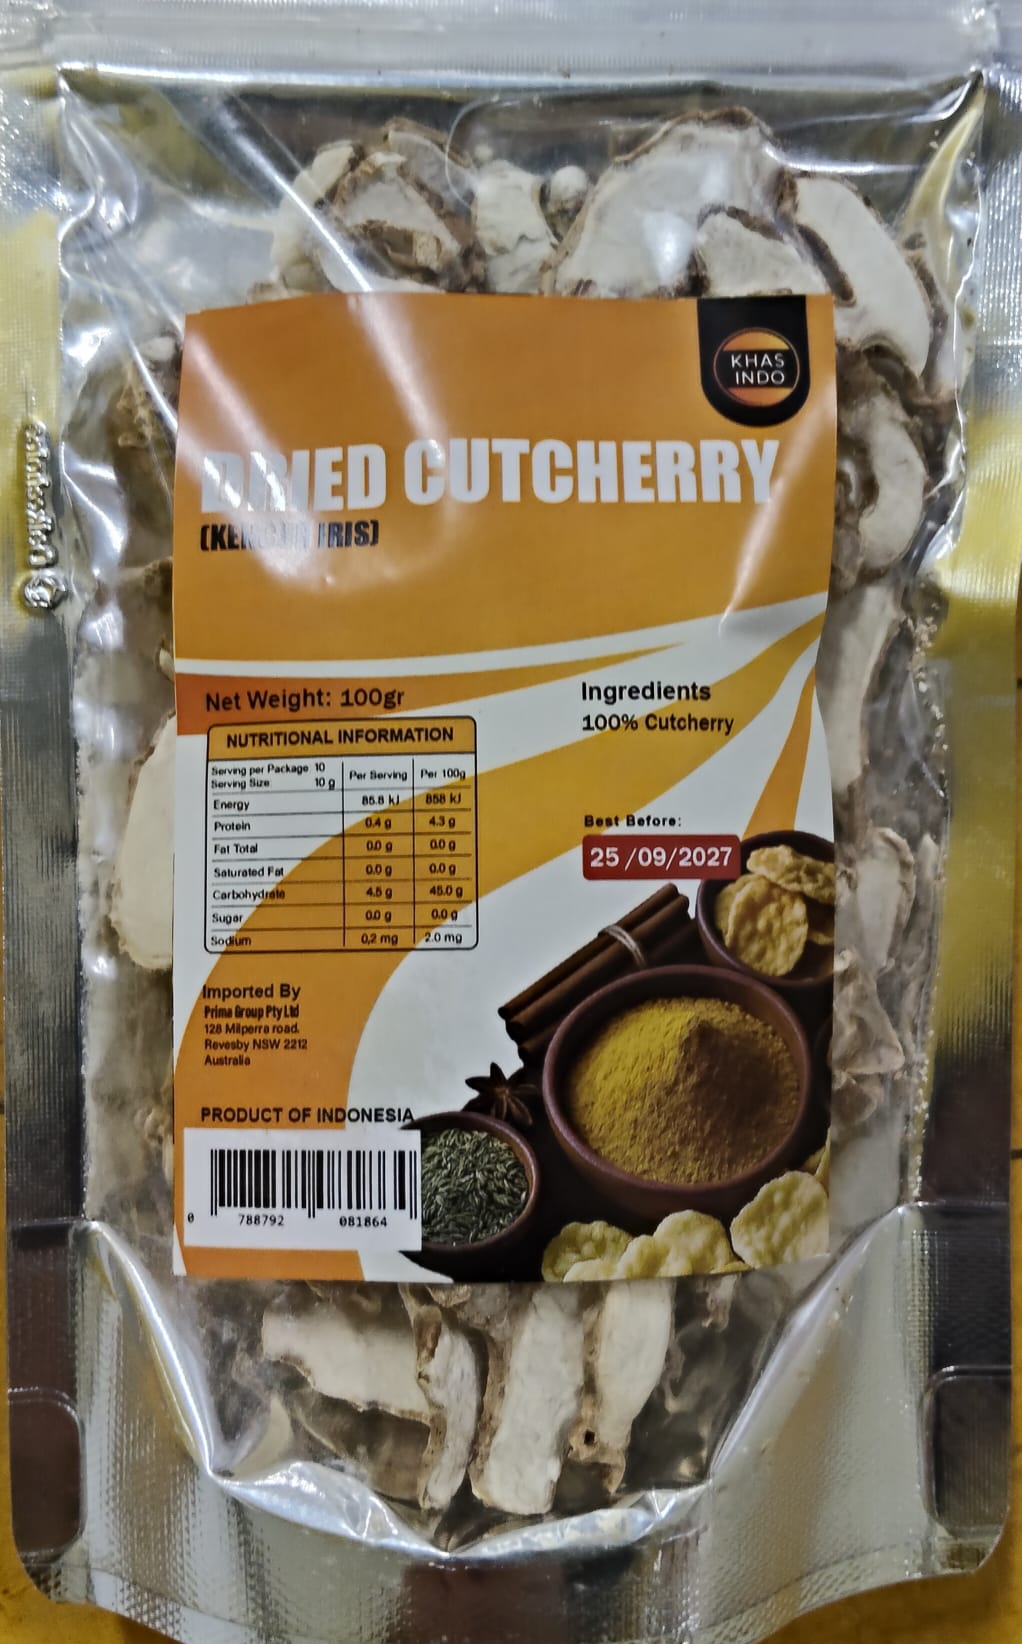 KHAS
INDO
DRIED CUTCHERRY
(KENCUR IRIS)
Net Weight: 100gr
NUTRITIONAL INFORMATION
Serving per Package 10
Serving Size 10 g
Per Serving Per 100g
Energy 85.8 kJ 858 kJ
Protein 0.4 g 4.3 g
Fat Total 0.0 g 0.0 g
Saturated Fat 0.0 g 0.0 g
Carbohydrate 4.5 g 45.0 g
Sugar 0.0 g 0.0 g
Sodium 0,2 mg 2.0 mg
Ingredients
100% Cutcherry
Best Before:
25 /09/2027
Imported By
Prima Group Pty Ltd
128 Milperra road.
Revesby NSW 2212
Australia
PRODUCT OF INDONESIA
0 788792 081864